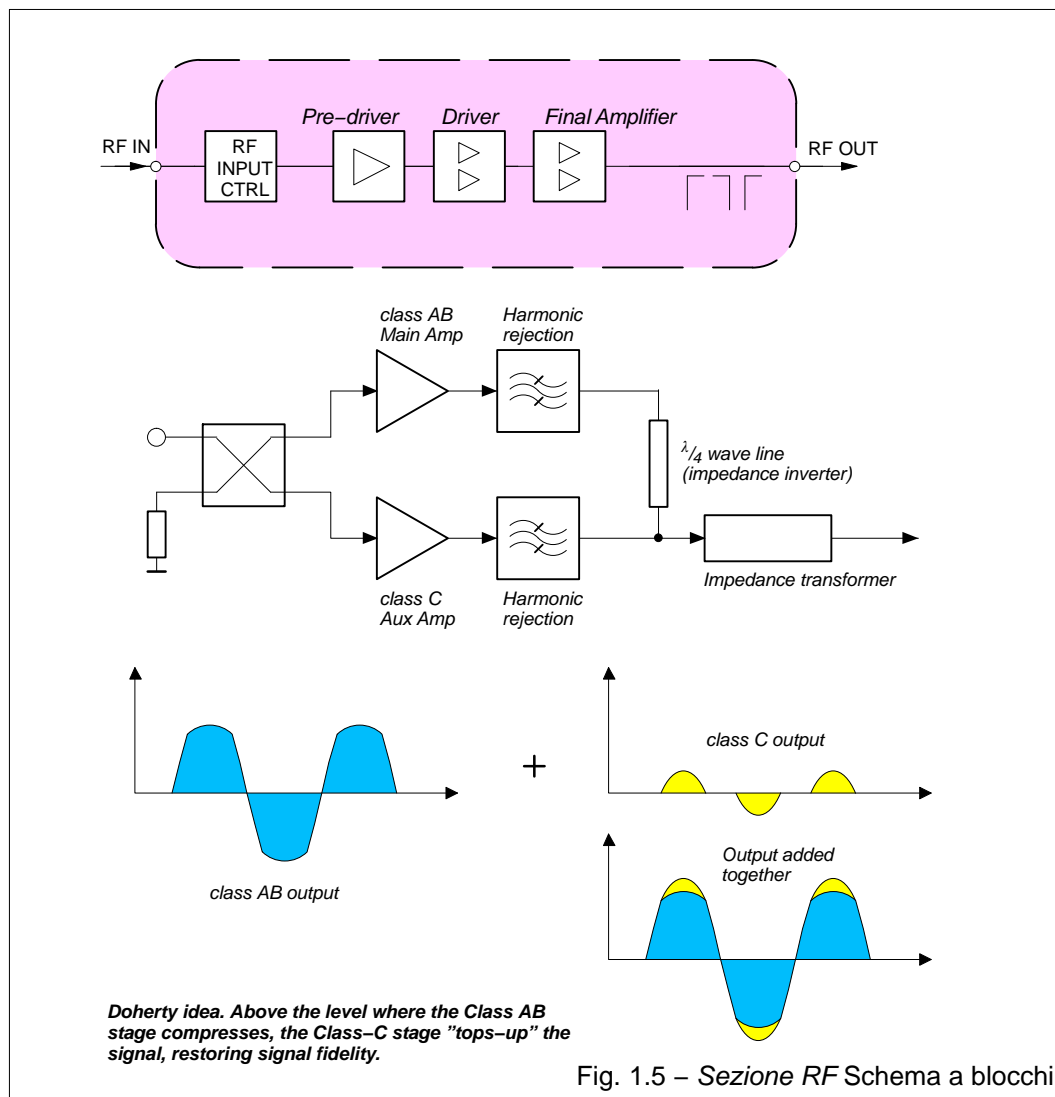 Pre−driver
Driver
Final Amplifier
RF IN
RF
INPUT
CTRL
RF OUT
class AB
Main Amp
Harmonic
rejection
λ/4 wave line
(impedance inverter)
class C
Aux Amp
Harmonic
rejection
Impedance transformer
class AB output
+
class C output
Output added
together
Doherty idea. Above the level where the Class AB
stage compresses, the Class−C stage ”tops−up” the
signal, restoring signal fidelity.
Fig. 1.5 − Sezione RF Schema a blocchi